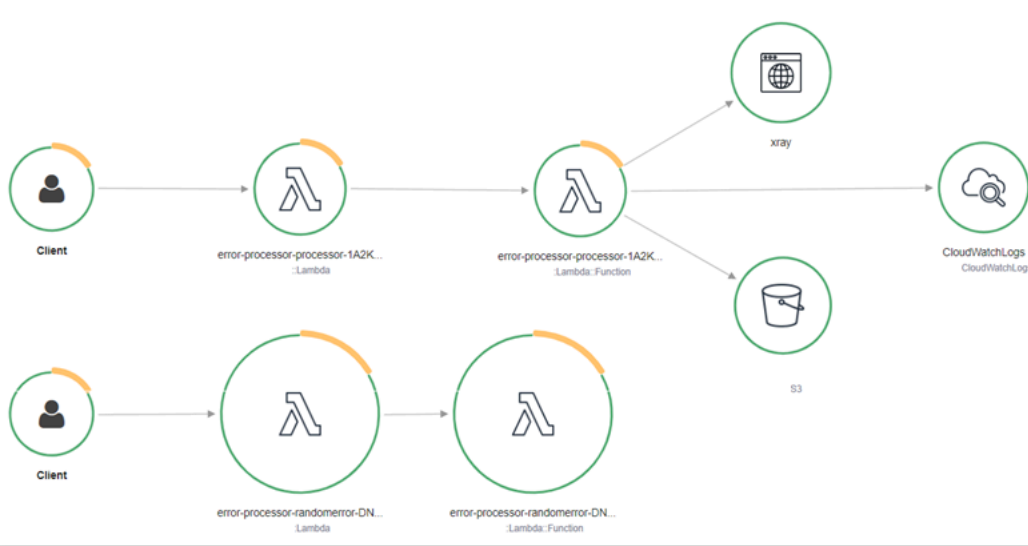 xray
Client
error-processor-processor-1A2K...
::Lambda
error-processor-processor-1A2K...
:Lambda::Function
CloudWatchLogs
CloudWatchLog
S3
Client
error-processor-randomerror-DN...
:Lambda
error-processor-randomerror-DN...
:Lambda::Function